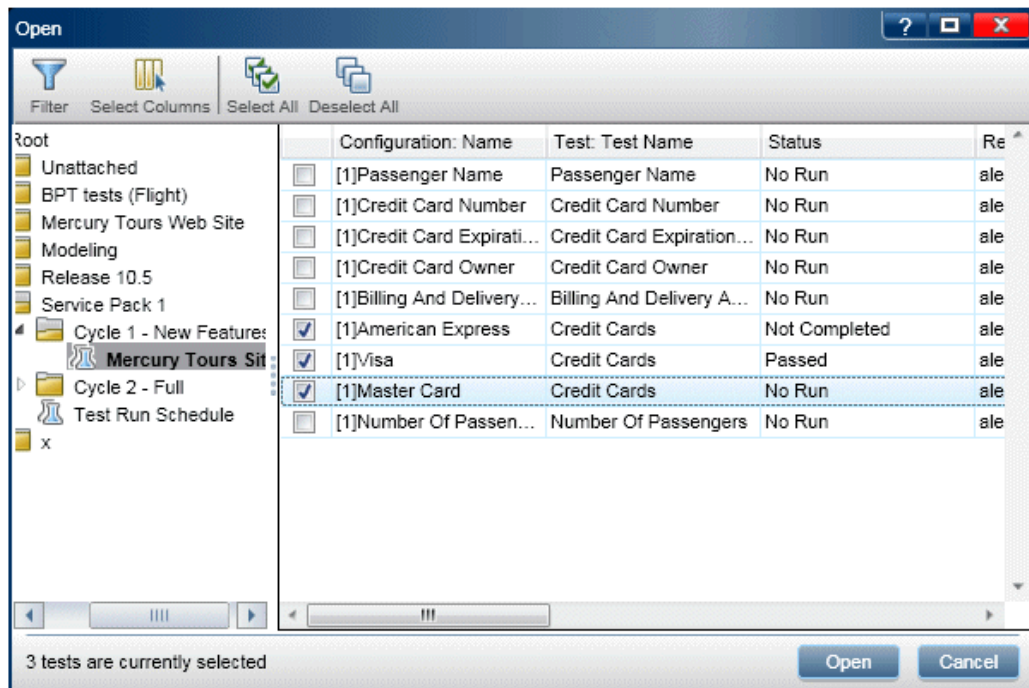 Open
?
Filter Select Columns Select All Deselect All
Root
Unattached
BPT tests (Flight)
Mercury Tours Web Site
Modeling
Release 10.5
Service Pack 1
Cycle 1 - New Features
Mercury Tours Sit
Cycle 2 - Full
Test Run Schedule
x
Configuration: Name Test: Test Name Status Re
[1]Passenger Name Passenger Name No Run ale
[1]Credit Card Number Credit Card Number No Run ale
[1]Credit Card Expirati... Credit Card Expiration... No Run ale
[1]Credit Card Owner Credit Card Owner No Run ale
[1]Billing And Delivery... Billing And Delivery A... No Run ale
[1]American Express Credit Cards Not Completed ale
[1]Visa Credit Cards Passed ale
[1]Master Card Credit Cards No Run ale
[1]Number Of Passen... Number Of Passengers No Run ale
3 tests are currently selected
Open Cancel